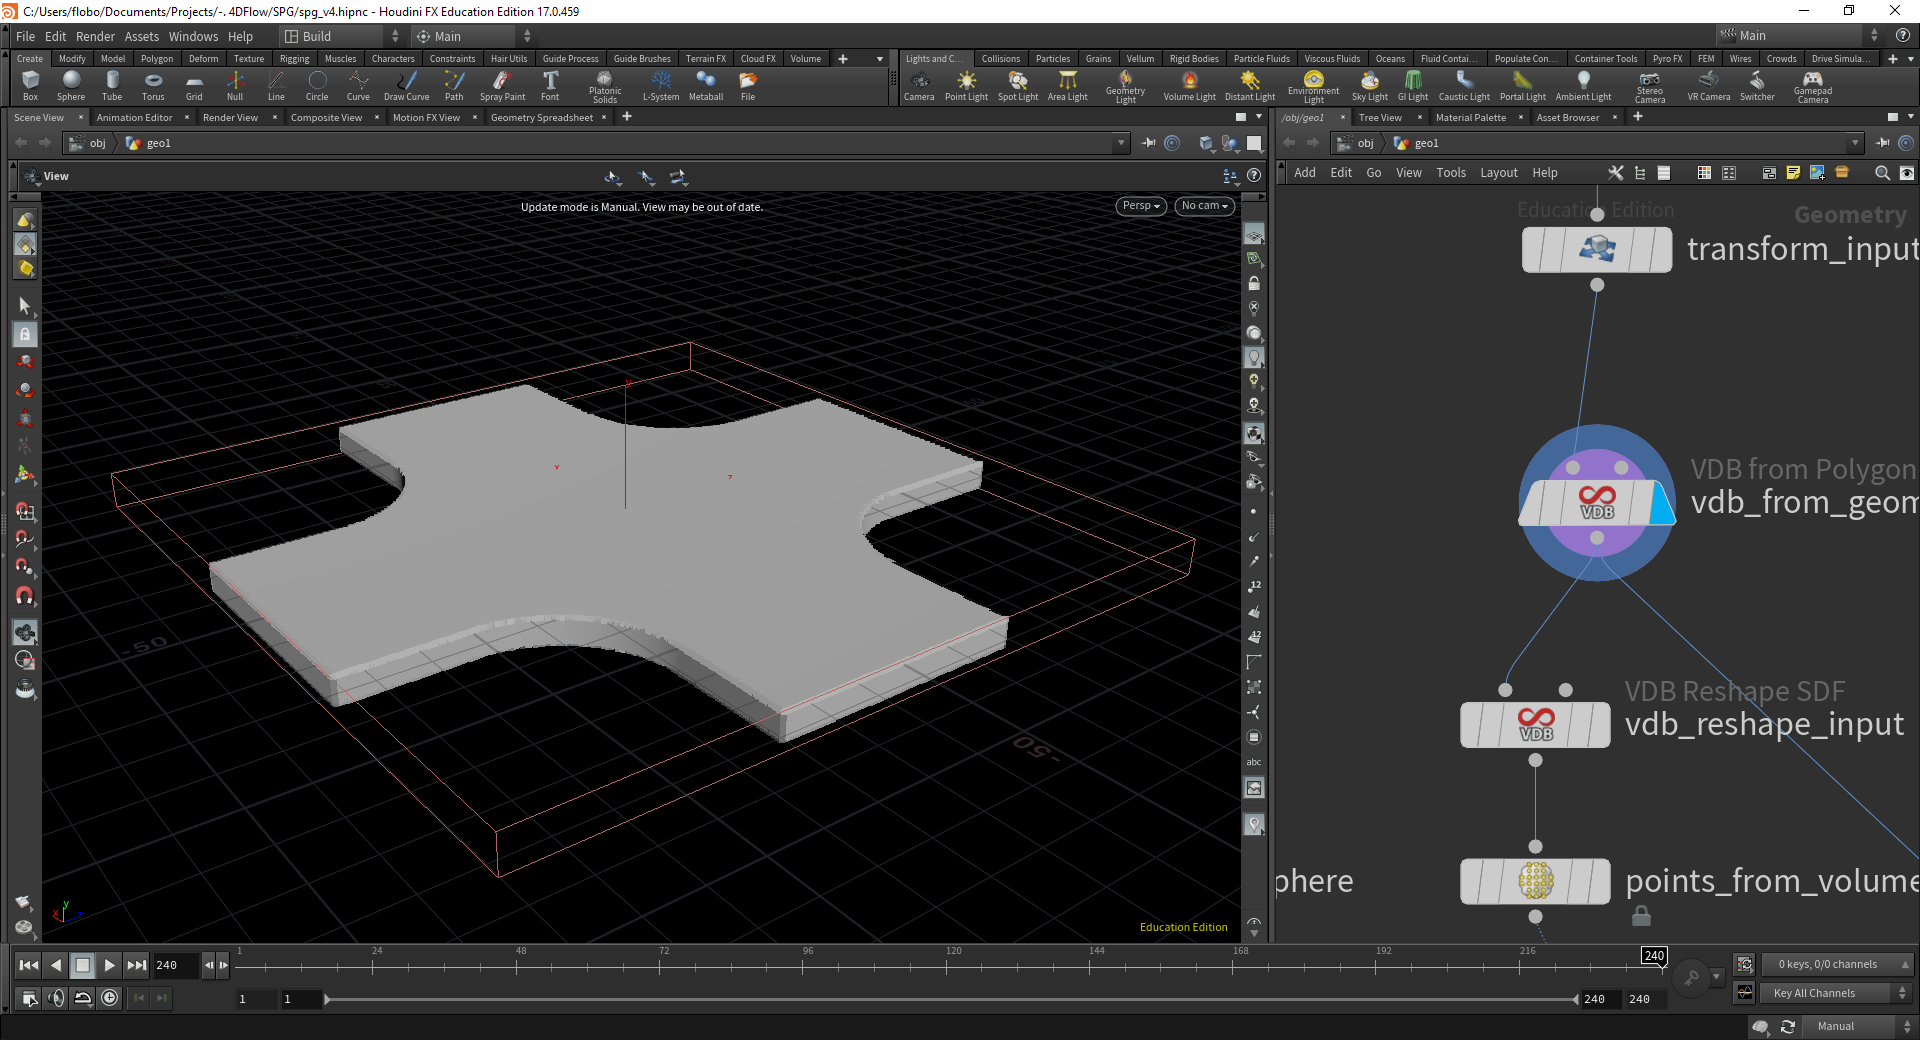 C:/Users/flobo/Documents/Projects/-. 4DFlow/SPG/spg_v4.hipnc - Houdini FX Education Edition 17.0.459
File Edit Render Assets Windows Help Build Main Main
Create Modify Model Polygon Deform Texture Rigging Muscles Characters Constraints Hair Utils Guide Process Guide Brushes Terrain FX Cloud FX Volume
Lights and C... Collisions Particles Grains Vellum Rigid Bodies Particle Fluids Viscous Fluids Oceans Fluid Contai... Populate Con... Container Tools Pyro FX FEM Wires Crowds Drive Simula...
Box Sphere Tube Torus Grid Null Line Circle Curve Draw Curve Path Spray Paint Font Platonic Solids L-System Metaball File
Camera Point Light Spot Light Area Light Geometry Light Volume Light Distant Light Environment Light Sky Light GI Light Caustic Light Portal Light Ambient Light Stereo Camera VR Camera Switcher Gamepad Camera
Scene View Animation Editor Render View Composite View Motion FX View Geometry Spreadsheet
/obj/geo1 Tree View Material Palette Asset Browser
obj geo1
obj geo1
View
Add Edit Go View Tools Layout Help
Update mode is Manual. View may be out of date.
Persp No cam
Education Edition Geometry
transform_input
VDB from Polygon
vdb_from_geom
VDB
VDB Reshape SDF
vdb_reshape_input
VDB
phere
points_from_volume
y
x
z
-50
-50
12
12
abc
y
x z
Education Edition
1 24 48 72 96 120 144 168 192 216 240
240
0 keys, 0/0 channels
1 1 240 240
Key All Channels
Manual